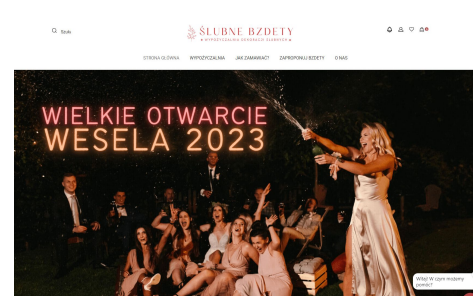 Szuki
ŚLUBNE BZDETY
WYPOŻYCZALNIA DEKORACJI ŚLUBNYCH
STRONA GŁÓWNA WYPOŻYCZALNIA JAK ZAMAWIAĆ? ZAPROPONUJ BZDETY O NAS
WIELKIE OTWARCIE
WESELA 2023
Witaj! W czym możemy
pomóc?